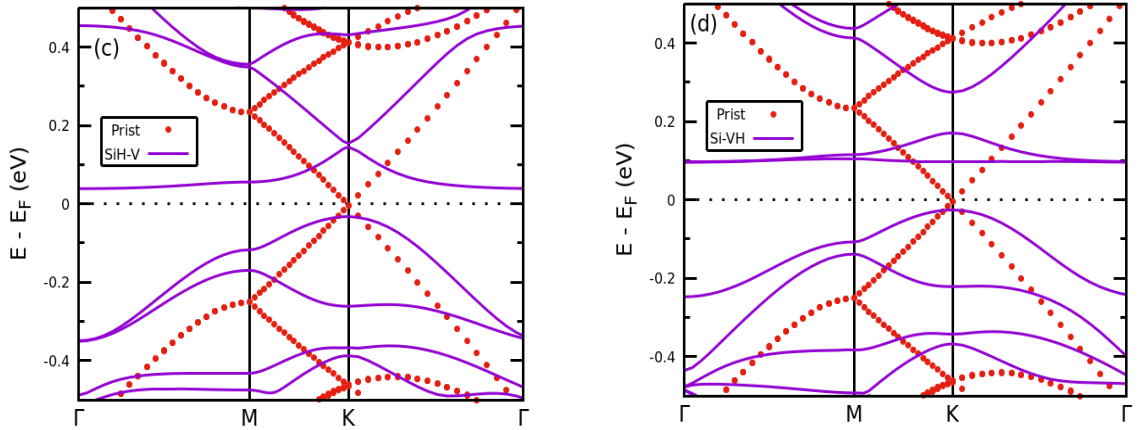 (c)
0.4
0.2
0
-0.2
-0.4
E - E_F (eV)
Prist
SiH-V
Γ M K Γ
(d)
0.4
0.2
0
-0.2
-0.4
E - E_F (eV)
Prist
Si-VH
Γ M K Γ